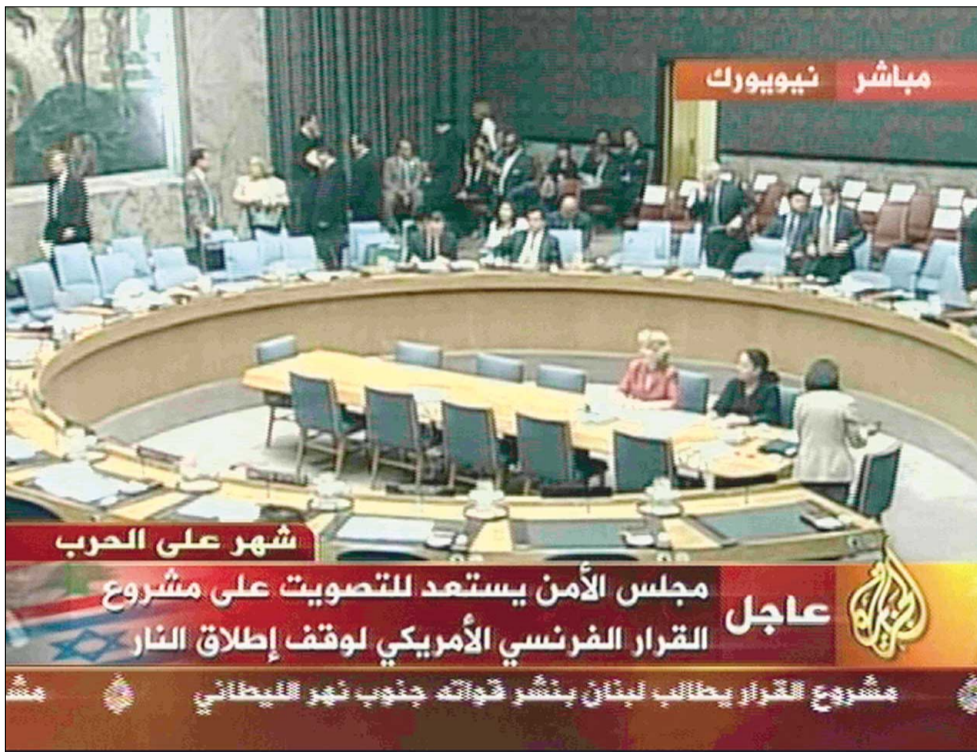 مباشر نيويورك
شهر على الحرب
عاجل
مجلس الأمن يستعد للتصويت على مشروع
القرار الفرنسي الأمريكي لوقف إطلاق النار
الجزيرة
مشروع القرار يطالب لبنان بنشر قواته جنوب نهر الليطاني